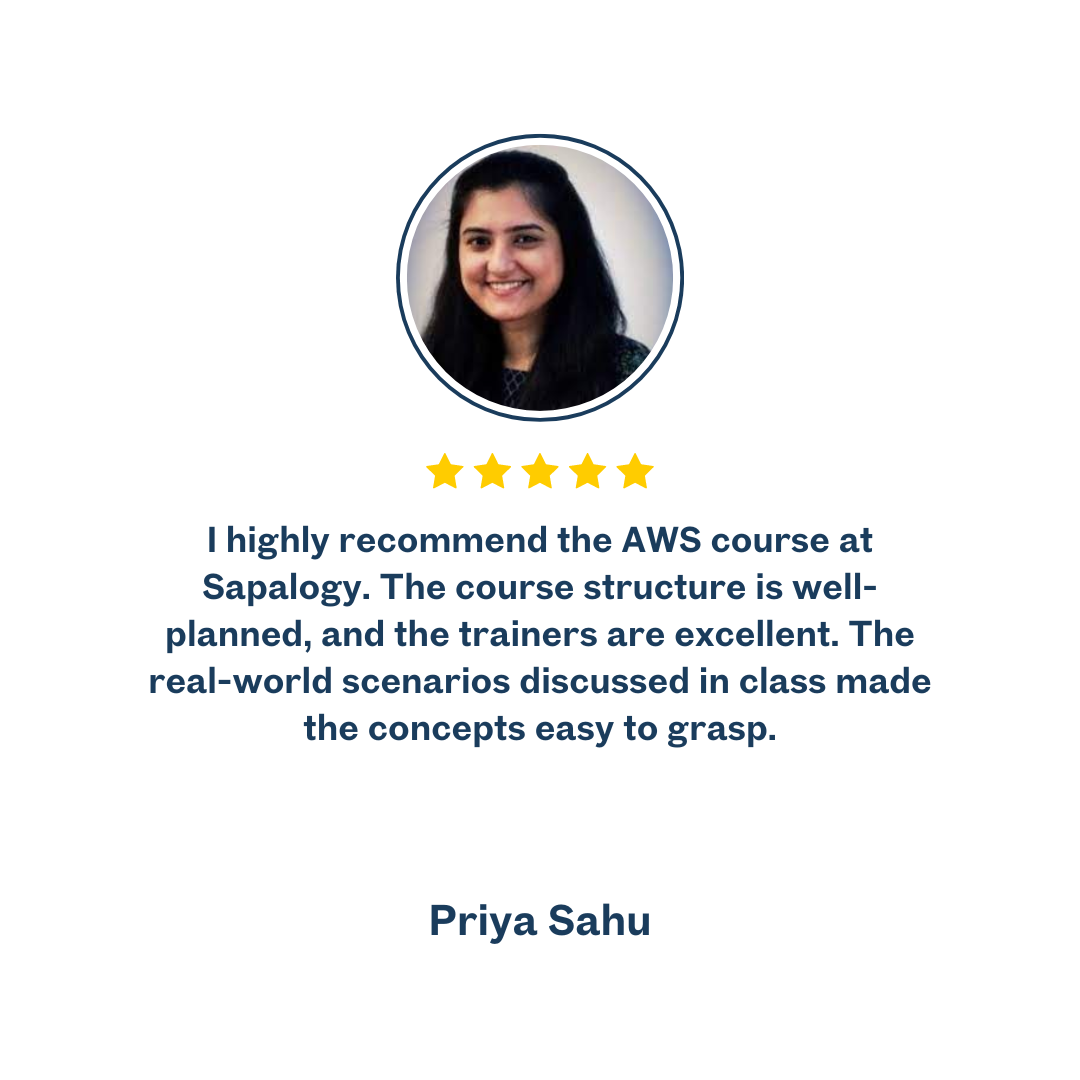 I highly recommend the AWS course at
Sapalogy. The course structure is well-
planned, and the trainers are excellent. The
real-world scenarios discussed in class made
the concepts easy to grasp.
Priya Sahu